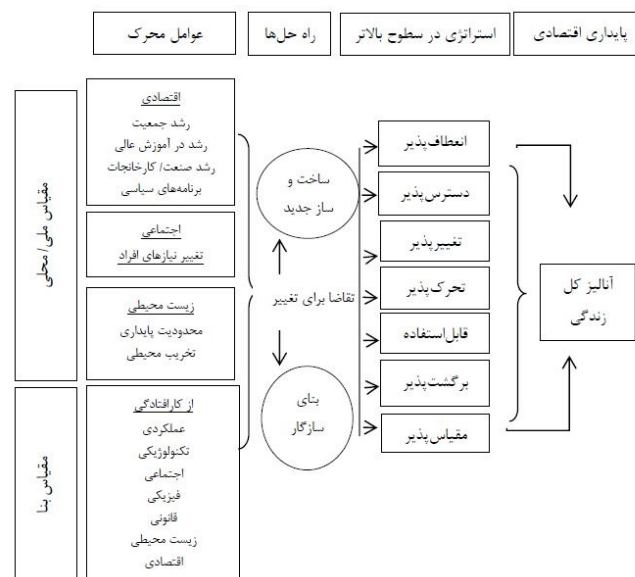 عوامل محرک
راه حل‌ها
استراتژی در سطوح بالاتر
پایداری اقتصادی
مقیاس ملی/محلی
اقتصادی
رشد جمعیت
رشد در آموزش عالی
رشد صنعت/ کارخانجات
برنامه‌های سیاسی
اجتماعی
تغییر نیازهای افراد
زیست محیطی
محدودیت پایداری
تخریب محیطی
مقیاس بنا
از کارافتادگی
عملکردی
تکنولوژیکی
اجتماعی
فیزیکی
قانونی
زیست محیطی
اقتصادی
ساخت و
ساز جدید
تقاضا برای تغییر
بنای
سازگار
انعطاف‌پذیر
دسترس‌پذیر
تغییرپذیر
تحرک‌پذیر
قابل‌استفاده
برگشت‌پذیر
مقیاس‌پذیر
آنالیز کل
زندگی